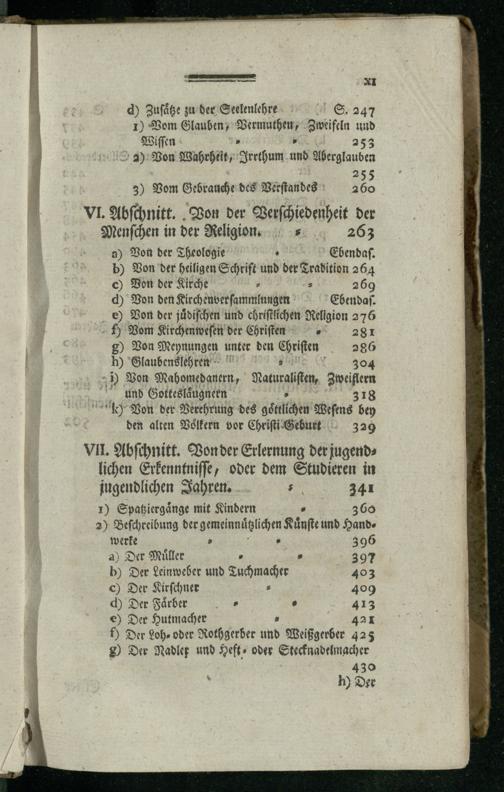 XI
d) Zusätze zu der Seelenlehre S. 247
1) Vom Glauben, Vermuthen, Zweifeln und
Wissen = = 253
2) Von Wahrheit, Irrthum und Aberglauben
255
3) Vom Gebrauche des Verstandes 260
VI. Abschnitt. Von der Verschiedenheit der
Menschen in der Religion. = 263
a) Von der Theologie = Ebendas.
b) Von der heiligen Schrift und der Tradition 264
c) Von der Kirche = = 269
d) Von den Kirchenversammlungen Ebendas.
e) Von der jüdischen und christlichen Religion 276
f) Vom Kirchenwesen der Christen = 281
g) Von Meynungen unter den Christen 286
h) Glaubenslehren = 304
i) Von Mahomedanern, Naturalisten, Zweiflern
und Gottesläugnern = 318
k) Von der Verehrung des göttlichen Wesens bey
den alten Völkern vor Christi Geburt 329
VII. Abschnitt. Von der Erlernung der jugend=
lichen Erkenntnisse, oder dem Studieren in
jugendlichen Jahren. = 341
1) Spatziergänge mit Kindern = 360
2) Beschreibung der gemeinnützlichen Künste und Hand=
werke = = 396
a) Der Müller = = 397
b) Der Leinweber und Tuchmacher 403
c) Der Kirschner = 409
d) Der Färber = = 413
e) Der Hutmacher = 421
f) Der Loh= oder Rothgerber und Weißgerber 425
g) Der Nadler und Heft= oder Stecknadelmacher
430
h) Der